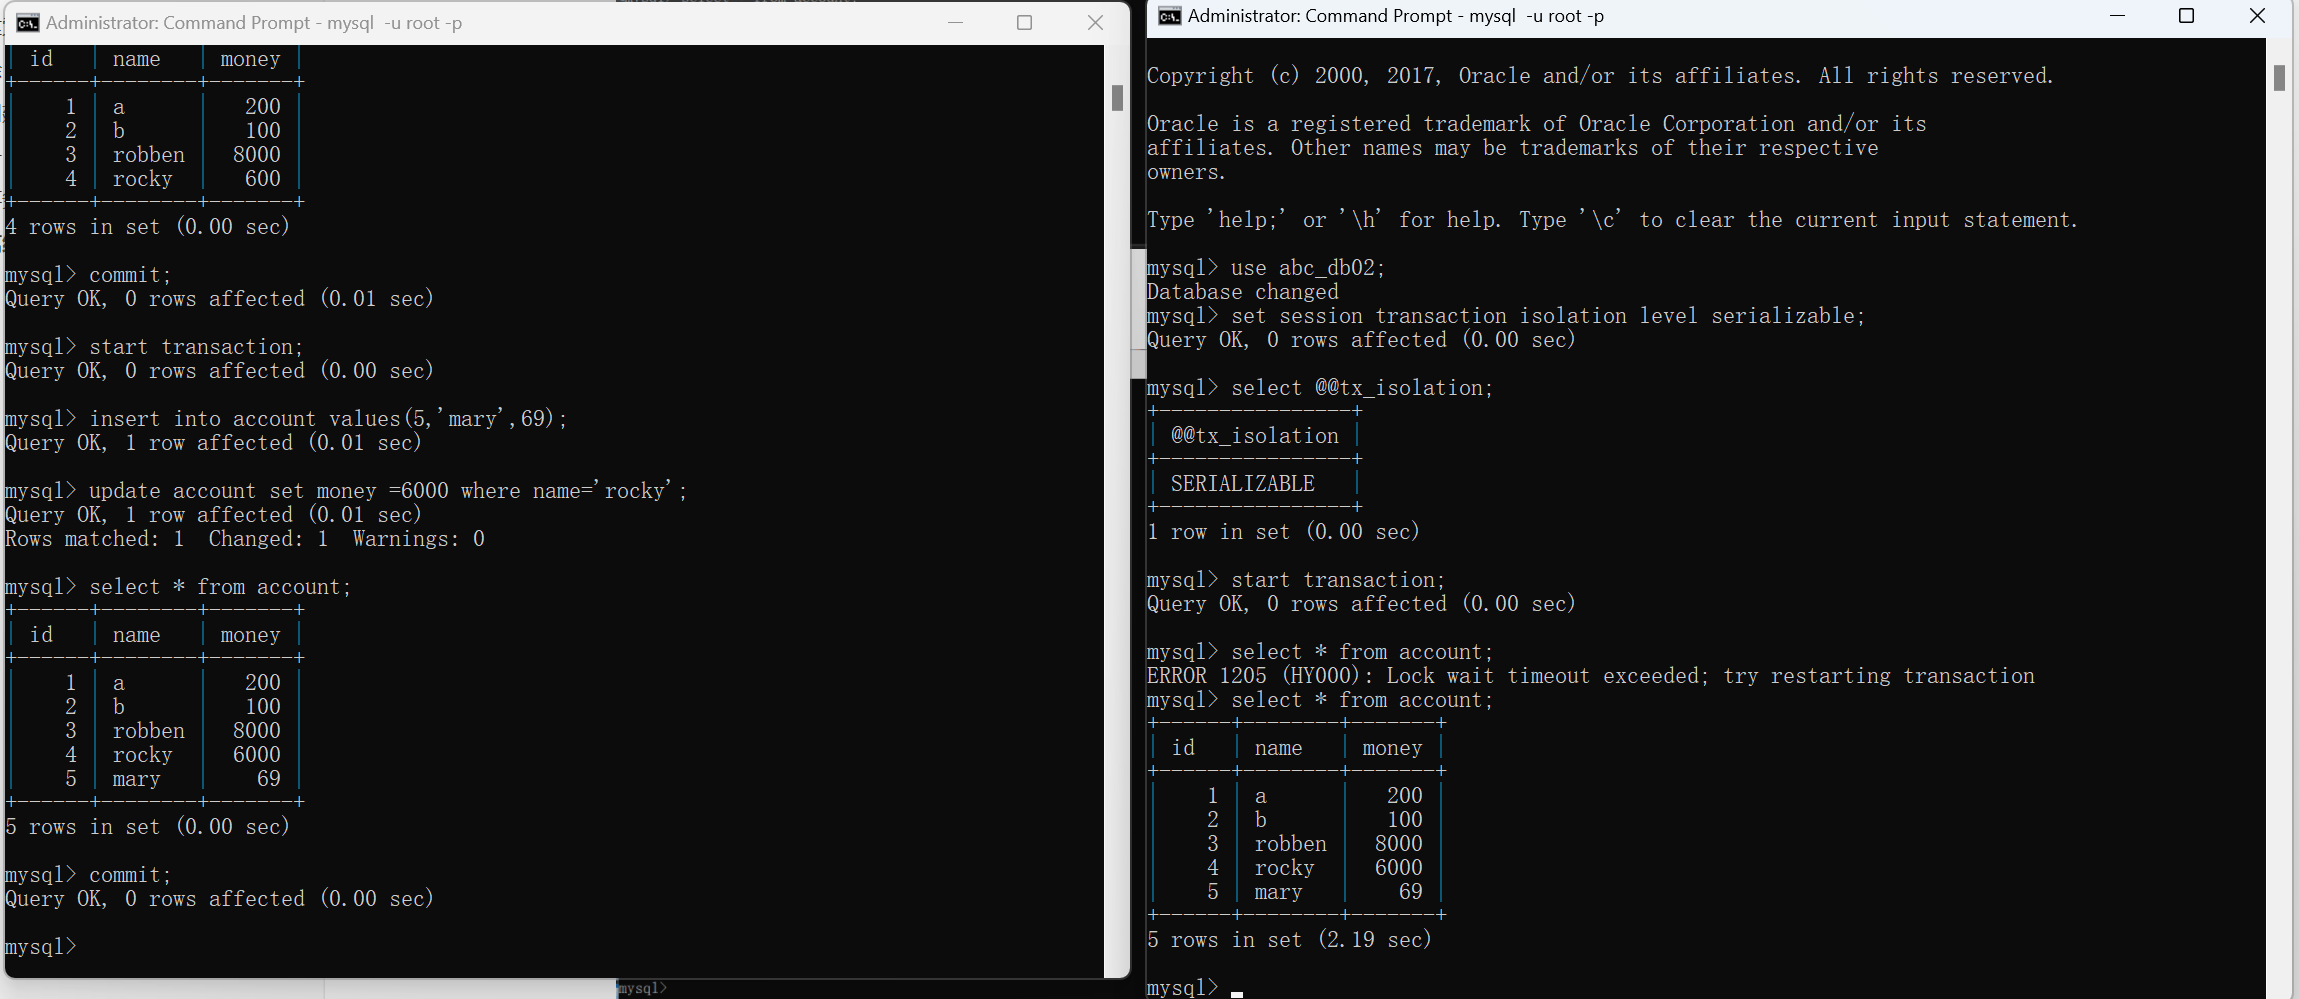 Administrator: Command Prompt - mysql  -u root -p
| id   | name   | money |
+------+--------+-------+
|    1 | a      |   200 |
|    2 | b      |   100 |
|    3 | robben |  8000 |
|    4 | rocky  |   600 |
+------+--------+-------+
4 rows in set (0.00 sec)
mysql> commit;
Query OK, 0 rows affected (0.01 sec)
mysql> start transaction;
Query OK, 0 rows affected (0.00 sec)
mysql> insert into account values(5,'mary',69);
Query OK, 1 row affected (0.01 sec)
mysql> update account set money =6000 where name='rocky';
Query OK, 1 row affected (0.01 sec)
Rows matched: 1  Changed: 1  Warnings: 0
mysql> select * from account;
+------+--------+-------+
| id   | name   | money |
+------+--------+-------+
|    1 | a      |   200 |
|    2 | b      |   100 |
|    3 | robben |  8000 |
|    4 | rocky  |  6000 |
|    5 | mary   |    69 |
+------+--------+-------+
5 rows in set (0.00 sec)
mysql> commit;
Query OK, 0 rows affected (0.00 sec)
mysql>
mysql>
Administrator: Command Prompt - mysql  -u root -p
Copyright (c) 2000, 2017, Oracle and/or its affiliates. All rights reserved.
Oracle is a registered trademark of Oracle Corporation and/or its
affiliates. Other names may be trademarks of their respective
owners.
Type 'help;' or '\h' for help. Type '\c' to clear the current input statement.
mysql> use abc_db02;
Database changed
mysql> set session transaction isolation level serializable;
Query OK, 0 rows affected (0.00 sec)
mysql> select @@tx_isolation;
+----------------+
| @@tx_isolation |
+----------------+
| SERIALIZABLE   |
+----------------+
1 row in set (0.00 sec)
mysql> start transaction;
Query OK, 0 rows affected (0.00 sec)
mysql> select * from account;
ERROR 1205 (HY000): Lock wait timeout exceeded; try restarting transaction
mysql> select * from account;
+------+--------+-------+
| id   | name   | money |
+------+--------+-------+
|    1 | a      |   200 |
|    2 | b      |   100 |
|    3 | robben |  8000 |
|    4 | rocky  |  6000 |
|    5 | mary   |    69 |
+------+--------+-------+
5 rows in set (2.19 sec)
mysql>